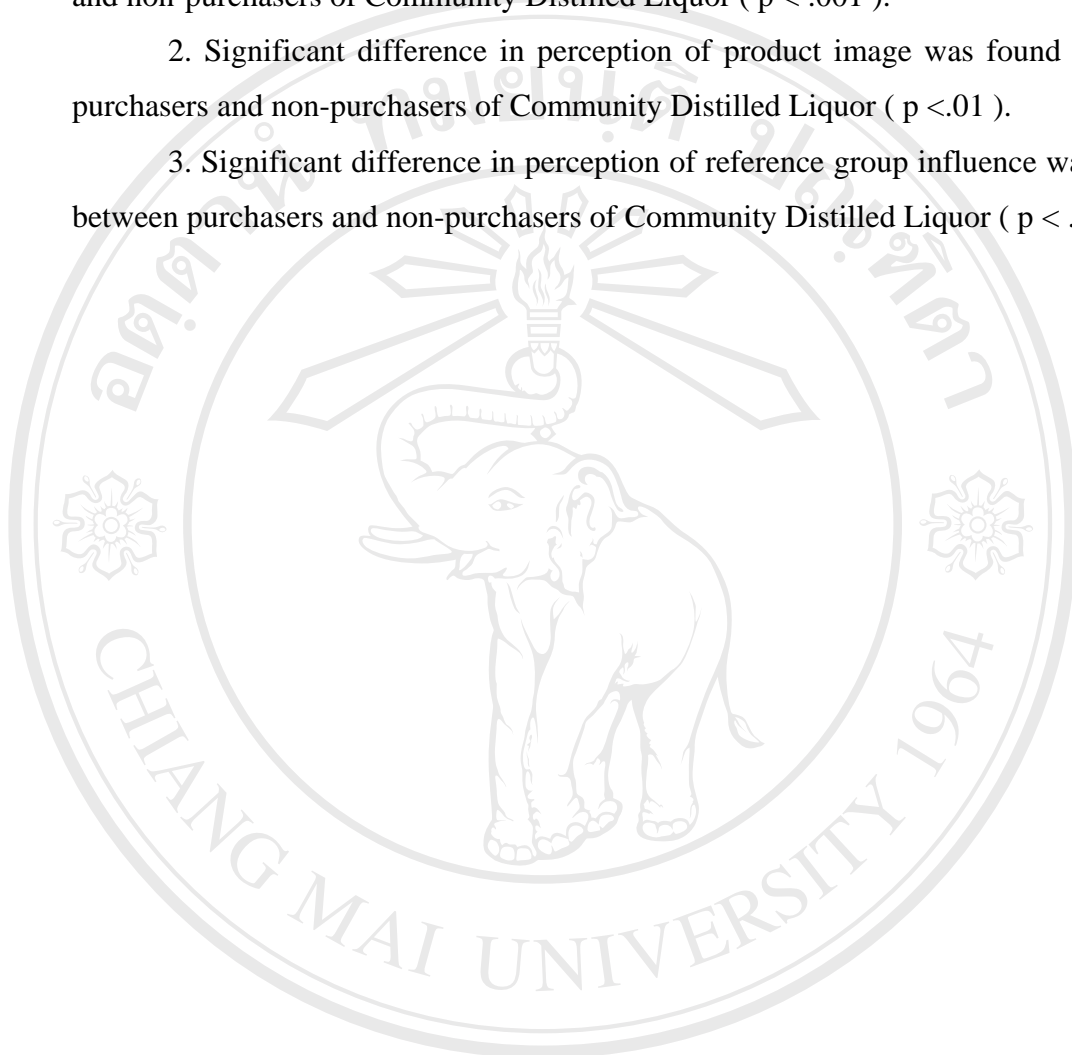 and non-purchasers of Community Distilled Liquor ( p < .001 ).
2. Significant difference in perception of product image was found
purchasers and non-purchasers of Community Distilled Liquor ( p <.01 ).
3. Significant difference in perception of reference group influence wa
between purchasers and non-purchasers of Community Distilled Liquor ( p < .
CHIANG MAI UNIVERSITY 1964